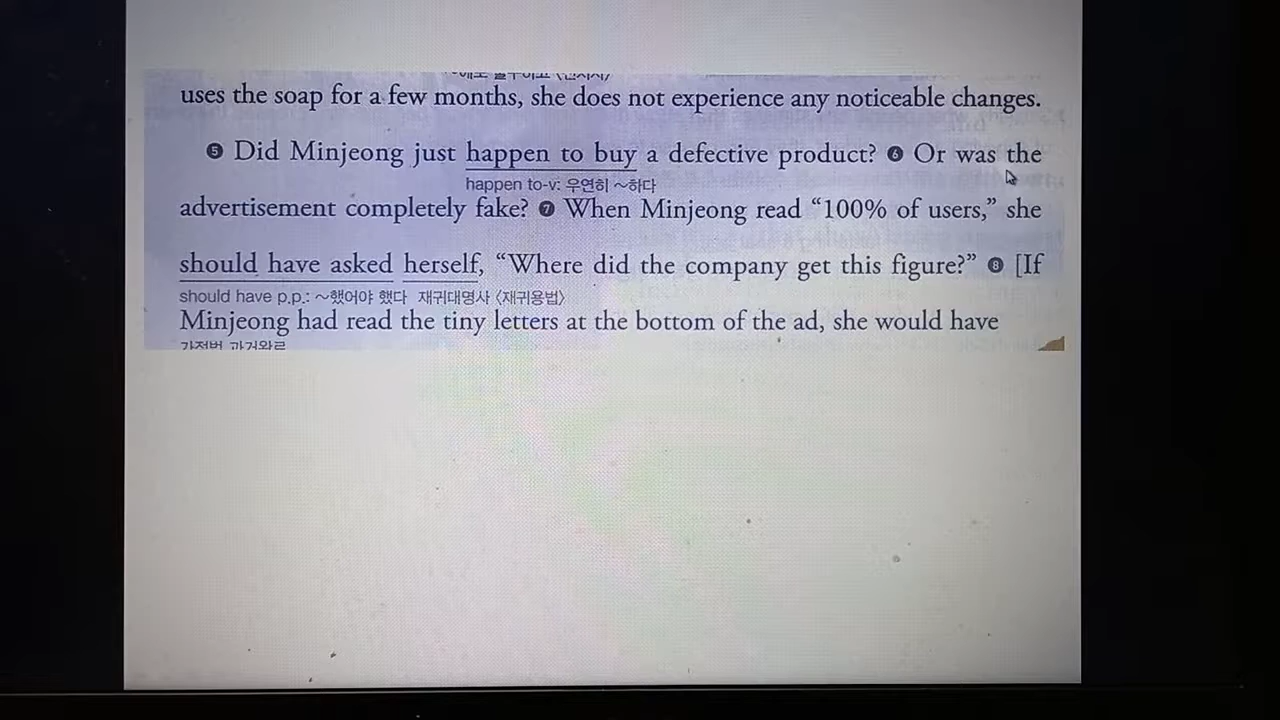 uses the soap for a few months, she does not experience any noticeable changes.
❺ Did Minjeong just happen to buy a defective product? ❻ Or was the
happen to-v: 우연히 ~하다
advertisement completely fake? ❼ When Minjeong read “100% of users,” she
should have asked herself, “Where did the company get this figure?” ❽ [If
should have p.p.: ~했어야 했다 재귀대명사 〈재귀용법〉
Minjeong had read the tiny letters at the bottom of the ad, she would have